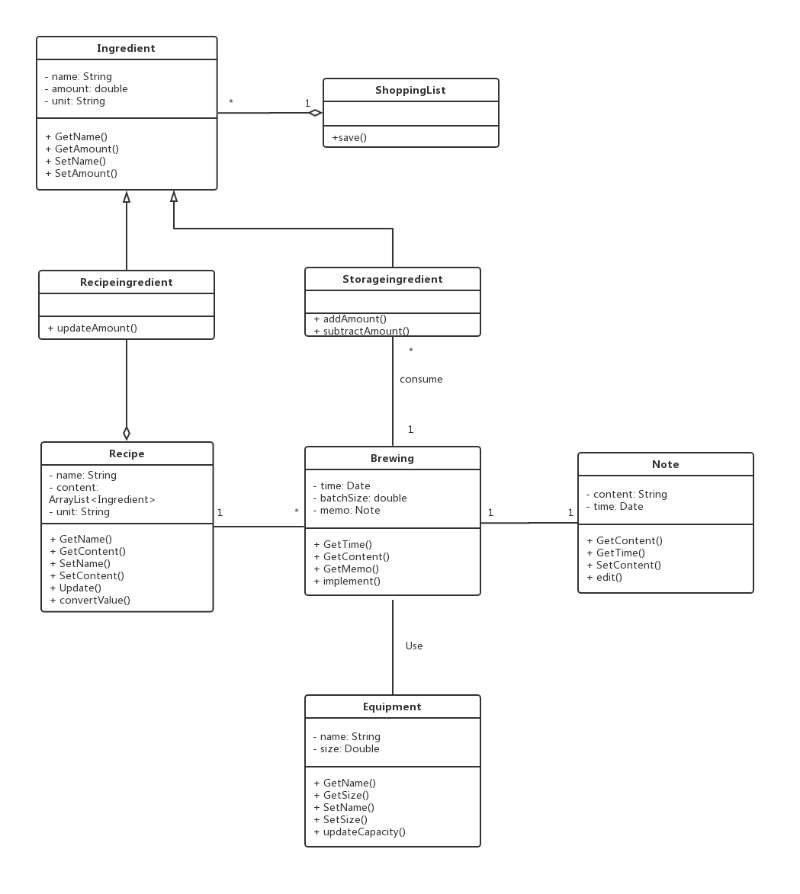 Ingredient
- name: String
- amount: double
- unit: String
+ GetName()
+ GetAmount()
+ SetName()
+ SetAmount()
*
1
ShoppingList
+save()
Recipeingredient
+ updateAmount()
Storageingredient
+ addAmount()
+ subtractAmount()
*
consume
1
Recipe
- name: String
- content:
ArrayList<Ingredient>
- unit: String
+ GetName()
+ GetContent()
+ SetName()
+ SetContent()
+ Update()
+ convertValue()
1
*
Brewing
- time: Date
- batchSize: double
- memo: Note
+ GetTime()
+ GetContent()
+ GetMemo()
+ implement()
1
1
Note
- content: String
- time: Date
+ GetContent()
+ GetTime()
+ SetContent()
+ edit()
Use
Equipment
- name: String
- size: Double
+ GetName()
+ GetSize()
+ SetName()
+ SetSize()
+ updateCapacity()